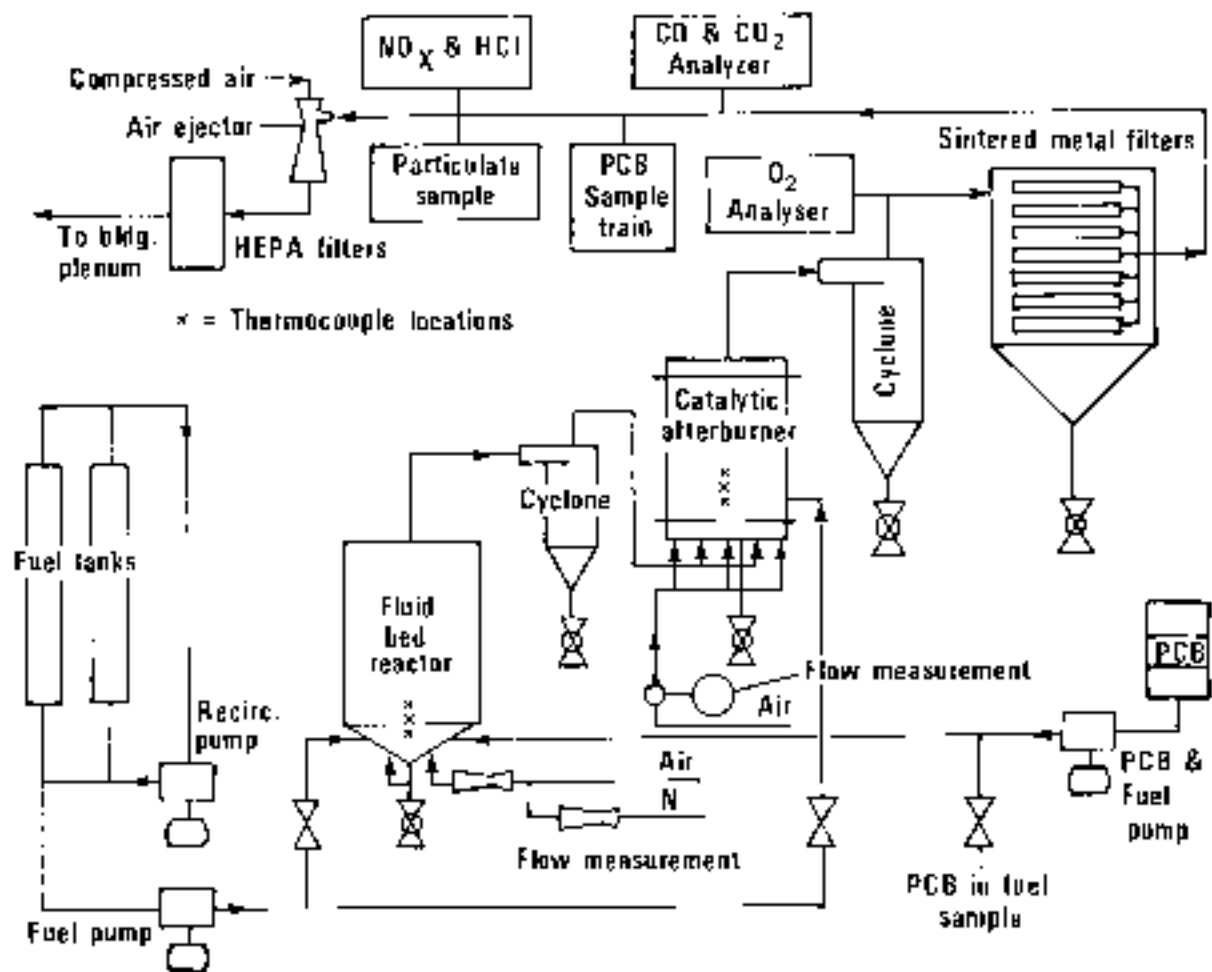 NOX & HCl
CO & CO2
Analyzer
Compressed air
Air ejector
Sintered metal filters
Particulate
sample
PCB
Sample
train
O2
Analyser
To bldg.
plenum
HEPA filters
x = Thermocouple locations
Cyclone
Catalytic
afterburner
x
x
x
Cyclone
Fuel tanks
Fluid
bed
reactor
x
x
x
PCB
Flow measurement
Air
Recirc.
pump
Air
N
PCB &
Fuel
pump
Flow measurement
PCB in fuel
sample
Fuel pump